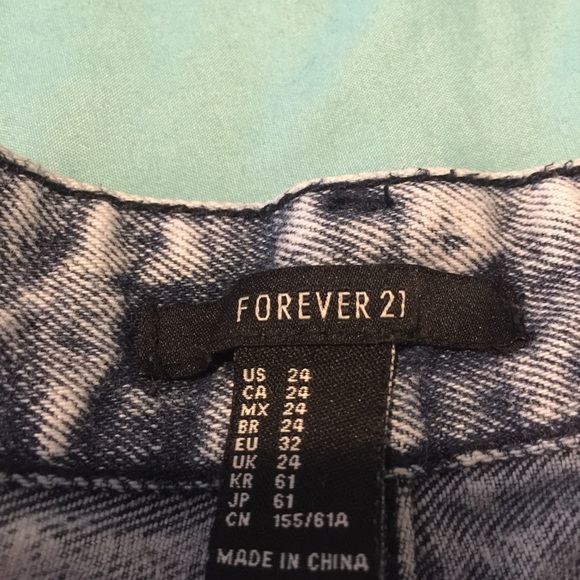 FOREVER 21
US 24
CA 24
MX 24
BR 24
EU 32
UK 24
KR 61
JP 61
CN 155/61A
MADE IN CHINA